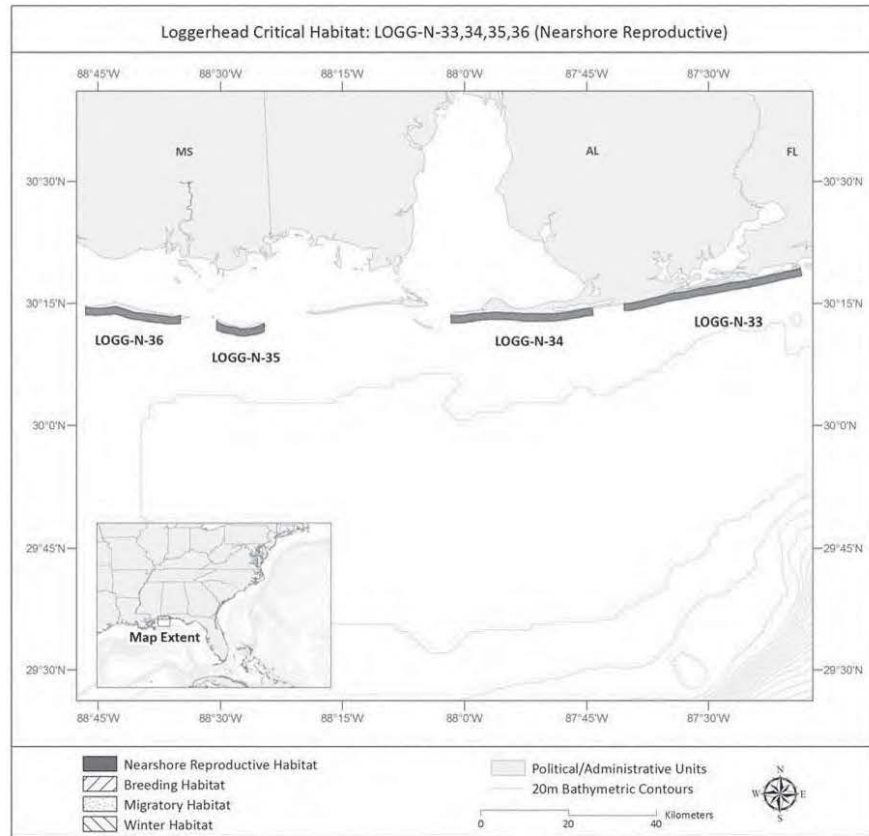 Loggerhead Critical Habitat: LOGG-N-33,34,35,36 (Nearshore Reproductive)
88°45'W 88°30'W 88°15'W 88°0'W 87°45'W 87°30'W
MS AL FL
30°30'N 30°30'N
30°15'N 30°15'N
LOGG-N-36 LOGG-N-35 LOGG-N-34 LOGG-N-33
30°0'N 30°0'N
29°45'N 29°45'N
Map Extent
29°30'N 29°30'N
88°45'W 88°30'W 88°15'W 88°0'W 87°45'W 87°30'W
Nearshore Reproductive Habitat
Breeding Habitat
Migratory Habitat
Winter Habitat
Political/Administrative Units
20m Bathymetric Contours
Kilometers
0 20 40
N
W E
S